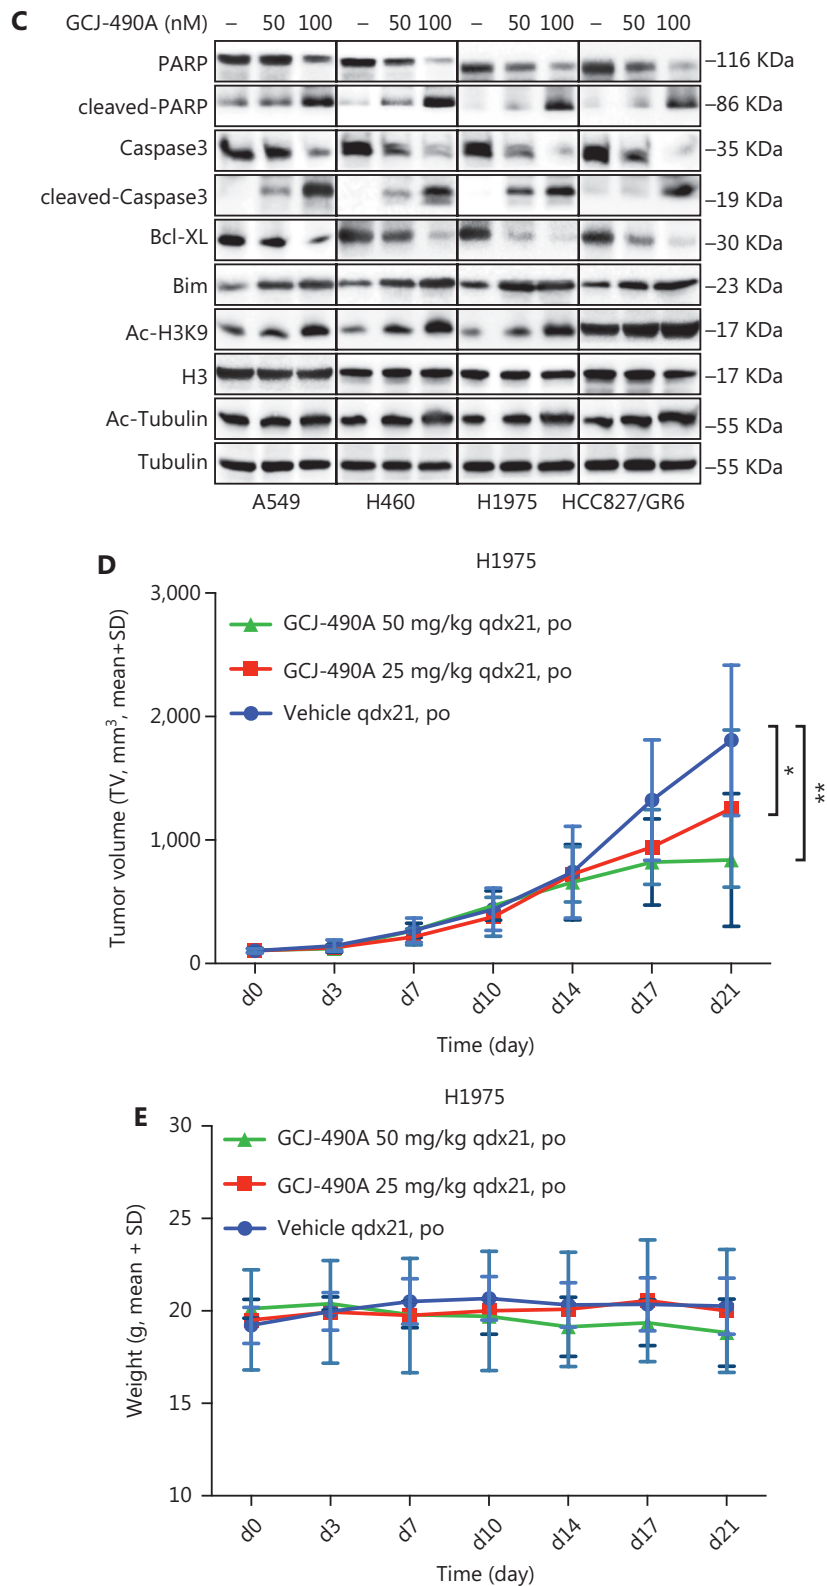 C GCJ-490A (nM) – 50 100 – 50 100 – 50 100 – 50 100
PARP –116 KDa
cleaved-PARP –86 KDa
Caspase3 –35 KDa
cleaved-Caspase3 –19 KDa
Bcl-XL –30 KDa
Bim –23 KDa
Ac-H3K9 –17 KDa
H3 –17 KDa
Ac-Tubulin –55 KDa
Tubulin –55 KDa
A549 H460 H1975 HCC827/GR6
D H1975
3,000
2,000
1,000
0
Tumor volume (TV, mm³, mean+SD)
GCJ-490A 50 mg/kg qdx21, po
GCJ-490A 25 mg/kg qdx21, po
Vehicle qdx21, po
*
**
d0 d3 d7 d10 d14 d17 d21
Time (day)
E H1975
30
25
20
15
10
Weight (g, mean + SD)
GCJ-490A 50 mg/kg qdx21, po
GCJ-490A 25 mg/kg qdx21, po
Vehicle qdx21, po
d0 d3 d7 d10 d14 d17 d21
Time (day)